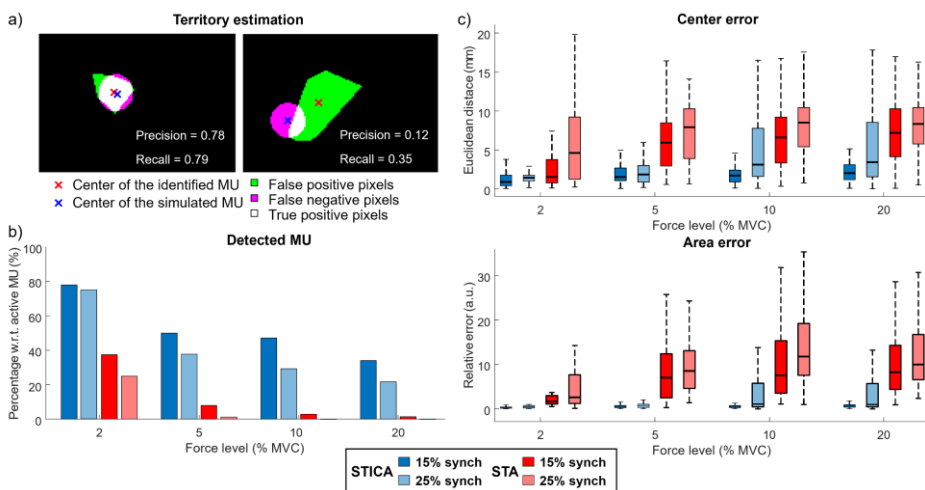 a)
Territory estimation
Precision = 0.78
Recall = 0.79
Precision = 0.12
Recall = 0.35
Center of the identified MU
Center of the simulated MU
False positive pixels
False negative pixels
True positive pixels
b)
Detected MU
Percentage w.r.t. active MU (%)
100
80
60
40
20
0
2
5
10
20
Force level (% MVC)
c)
Center error
Euclidean distace (mm)
20
15
10
5
0
2
5
10
20
Force level (% MVC)
Area error
Relative error (a.u.)
30
20
10
0
2
5
10
20
Force level (% MVC)
STICA
15% synch
25% synch
STA
15% synch
25% synch